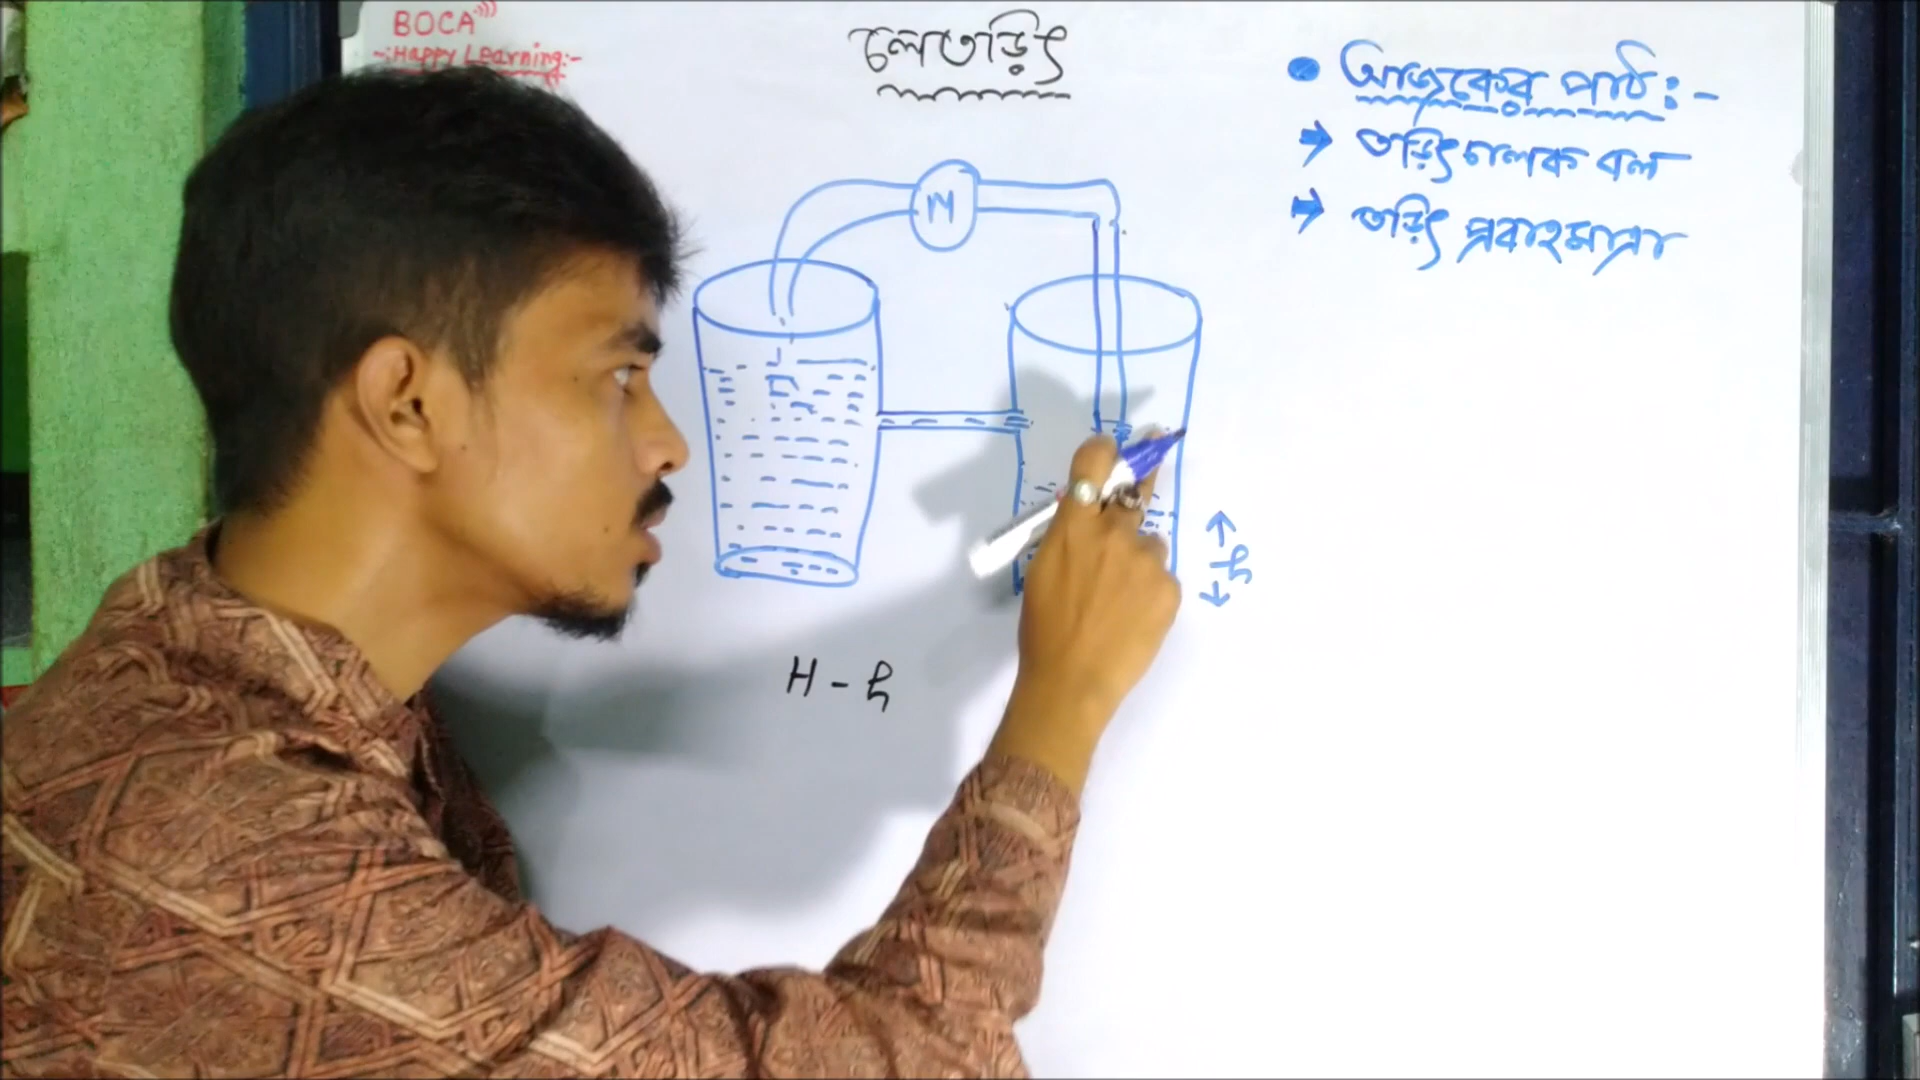 BOCA
-:Happy Learning:-
চলতড়িৎ
আজকের পাঠ:-
→ তড়িৎচালক বল
→ তড়িৎ প্রবাহমাত্রা
M
h
H - h